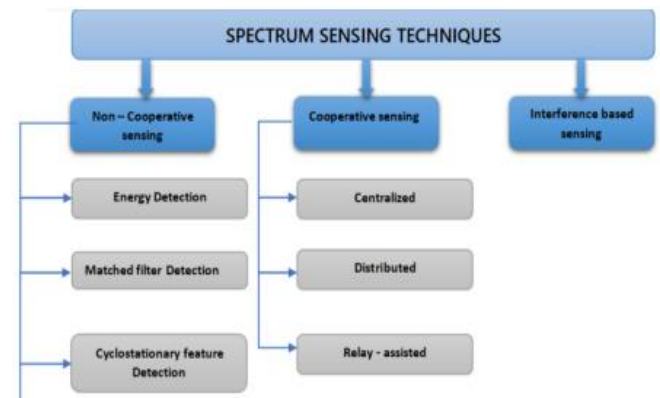 SPECTRUM SENSING TECHNIQUES
Non – Cooperative
sensing
Cooperative sensing
Interference based
sensing
Energy Detection
Centralized
Matched filter Detection
Distributed
Cyclostationary feature
Detection
Relay - assisted